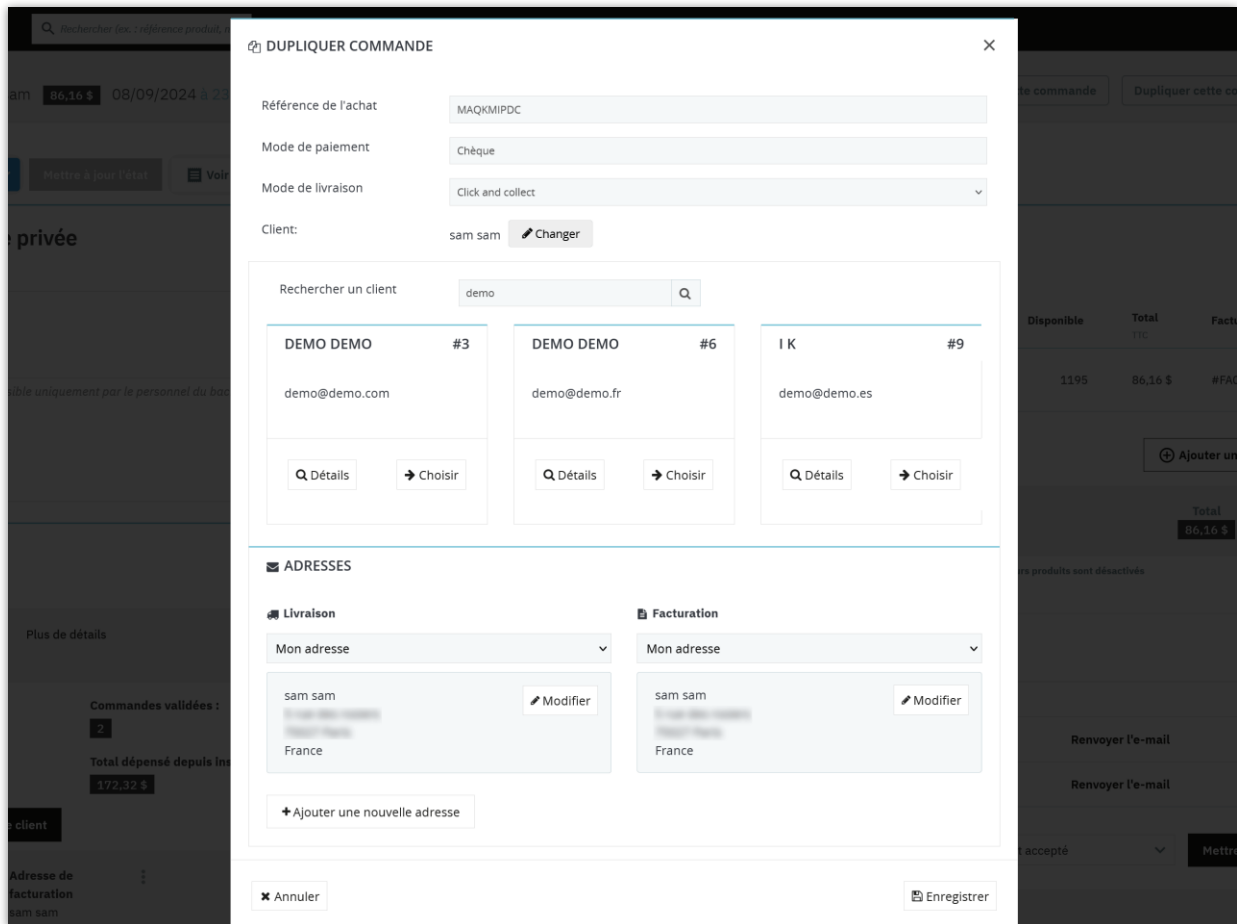 Rechercher (ex. : référence produit, n
DUPLIQUER COMMANDE
am 86,16 $ 08/09/2024 à 23
te commande
Dupliquer cette co
Référence de l'achat
MAQKMIPDC
Mode de paiement
Chèque
Mettre à jour l'état
Voir
Mode de livraison
Click and collect
Client:
sam sam
Changer
e privée
Rechercher un client
demo
DEMO DEMO #3
demo@demo.com
Détails
Choisir
DEMO DEMO #6
demo@demo.fr
Détails
Choisir
I K #9
demo@demo.es
Détails
Choisir
Disponible
Total
TTC
Factu
1195
86,16 $
#FAC
sible uniquement par le personnel du bac
Ajouter un
Total
86,16 $
rs produits sont désactivés
ADRESSES
Livraison
Mon adresse
sam sam
France
Modifier
Facturation
Mon adresse
sam sam
France
Modifier
Ajouter une nouvelle adresse
Plus de détails
Commandes validées :
2
Total dépensé depuis ins
172,32 $
e client
Adresse de
facturation
sam sam
Renvoyer l'e-mail
Renvoyer l'e-mail
t accepté
Mettre
Annuler
Enregistrer